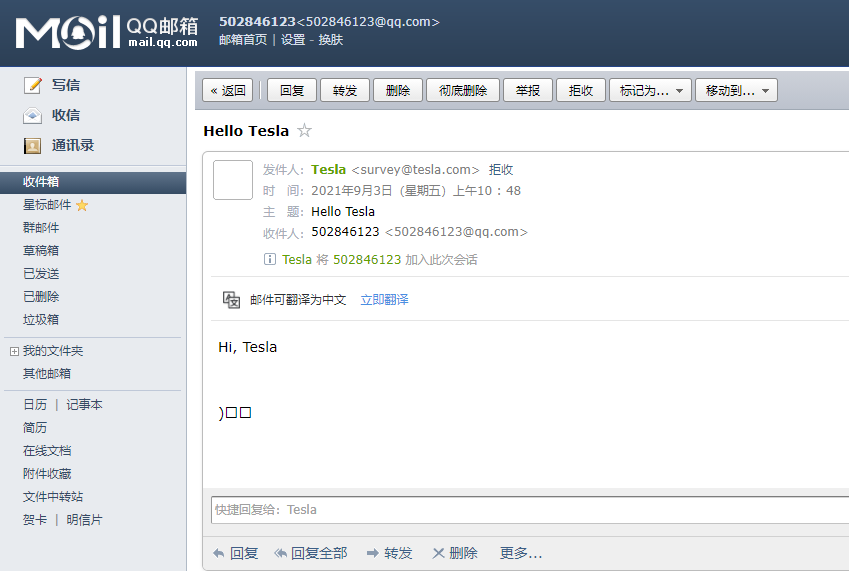 Mail QQ邮箱
mail.qq.com
502846123<502846123@qq.com>
邮箱首页 | 设置 - 换肤
写信
收信
通讯录
收件箱
星标邮件
群邮件
草稿箱
已发送
已删除
垃圾箱
我的文件夹
其他邮箱
日历 | 记事本
简历
在线文档
附件收藏
文件中转站
贺卡 | 明信片
« 返回 回复 转发 删除 彻底删除 举报 拒收 标记为... 移动到...
Hello Tesla
发件人: Tesla <survey@tesla.com> 拒收
时 间: 2021年9月3日 (星期五) 上午10 : 48
主 题: Hello Tesla
收件人: 502846123 <502846123@qq.com>
Tesla 将 502846123 加入此次会话
邮件可翻译为中文 立即翻译
Hi, Tesla
)□□
快捷回复给: Tesla
回复 回复全部 转发 删除 更多...